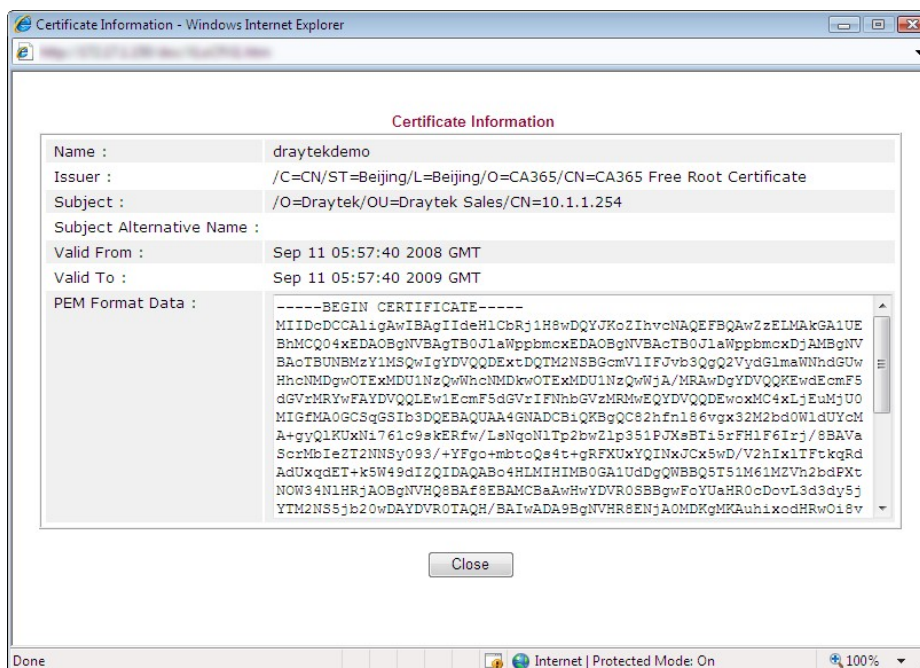 Certificate Information - Windows Internet Explorer
Certificate Information
Name : draytekdemo
Issuer : /C=CN/ST=Beijing/L=Beijing/O=CA365/CN=CA365 Free Root Certificate
Subject : /O=Draytek/OU=Draytek Sales/CN=10.1.1.254
Subject Alternative Name :
Valid From : Sep 11 05:57:40 2008 GMT
Valid To : Sep 11 05:57:40 2009 GMT
PEM Format Data : -----BEGIN CERTIFICATE-----
MIIDcDCCAligAwIBAgIIdeHlCbRj1H8wDQYJKoZIhvcNAQEFBQAwZzELMAkGA1UE
BhMCQ04xEDAOBgNVBAgTB0JlaWppbmcxEDAOBgNVBAcTB0JlaWppbmcxDjAMBgNV
BAoTBUNBMzY1MSQwIgYDVQQDExtDQTM2NSBGcmVlIFJvb3QgQ2VydGlmaWNhdGUw
HhcNMDgwOTExMDU1NzQwWhcNMDkwOTExMDU1NzQwWjA/MRAwDgYDVQQKEwdEcmF5
dGVrMRYwFAYDVQQLEw1EcmF5dGVrIFNhbGVzMRMwEQYDVQQDEwoxMC4xLjEuMjU0
MIGfMA0GCSqGSIb3DQEBAQUAA4GNADCBiQKBgQC82hfnl86vgx32M2bd0WldUYcM
A+gyQlKUxNi761c9skERfw/LsNqoNlTp2bwZlp351PJXsBTi5rFHlF6Irj/8BAVa
ScrMbIeZT2NNSy093/+YFgo+mbtoQs4t+gRFXUxYQINxJCx5wD/V2hIxlTFtkqRd
AdUxqdET+k5W49dIZQIDAQABo4HLMIHIMB0GA1UdDgQWBBQ5T51M61MZVh2bdPXt
NOW34NlHRjAOBgNVHQ8BAf8EBAMCBaAwHwYDVR0SBBgwFoYUaHR0cDovL3d3dy5j
YTM2NS5jb20wDAYDVR0TAQH/BAIwADA9BgNVHR8ENjA0MDKgMKAuhixodHRwOi8v
Close
Done
Internet | Protected Mode: On
100%